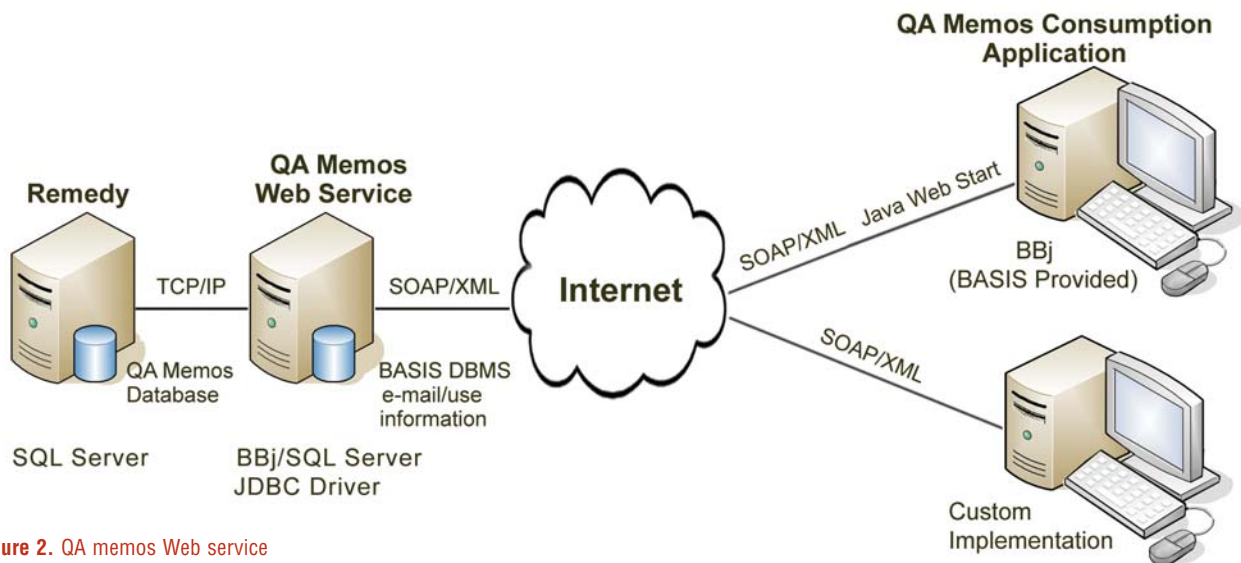 QA Memos Consumption
Application
QA Memos
Web Service
Remedy
TCP/IP
SOAP/XML
Internet
SOAP/XML Java Web Start
SOAP/XML
BBj
(BASIS Provided)
QA Memos
Database
BASIS DBMS
e-mail/use
information
SQL Server
BBj/SQL Server
JDBC Driver
Custom
Implementation
ure 2. QA memos Web service